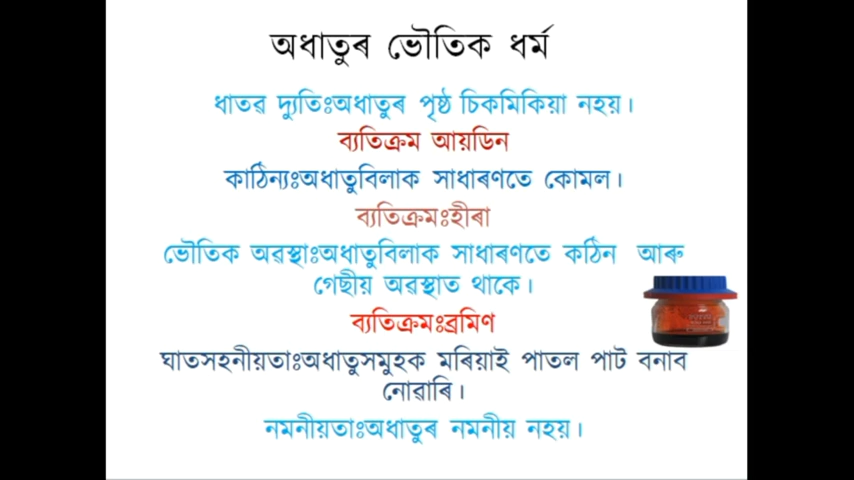 অধাতুৰ ভৌতিক ধৰ্ম
ধাতৱ দ্যুতিঃঅধাতুৰ পৃষ্ঠ চিকমিকিয়া নহয়।
ব্যতিক্ৰম আয়ডিন
কাঠিন্যঃঅধাতুবিলাক সাধাৰণতে কোমল।
ব্যতিক্ৰমঃহীৰা
ভৌতিক অৱস্থাঃঅধাতুবিলাক সাধাৰণতে কঠিন আৰু
গেছীয় অৱস্থাত থাকে।
ব্যতিক্ৰমঃব্ৰমিণ
ঘাতসহনীয়তাঃঅধাতুসমুহক মৰিয়াই পাতল পাট বনাব
নোৱাৰি।
নমনীয়তাঃঅধাতুৰ নমনীয় নহয়।